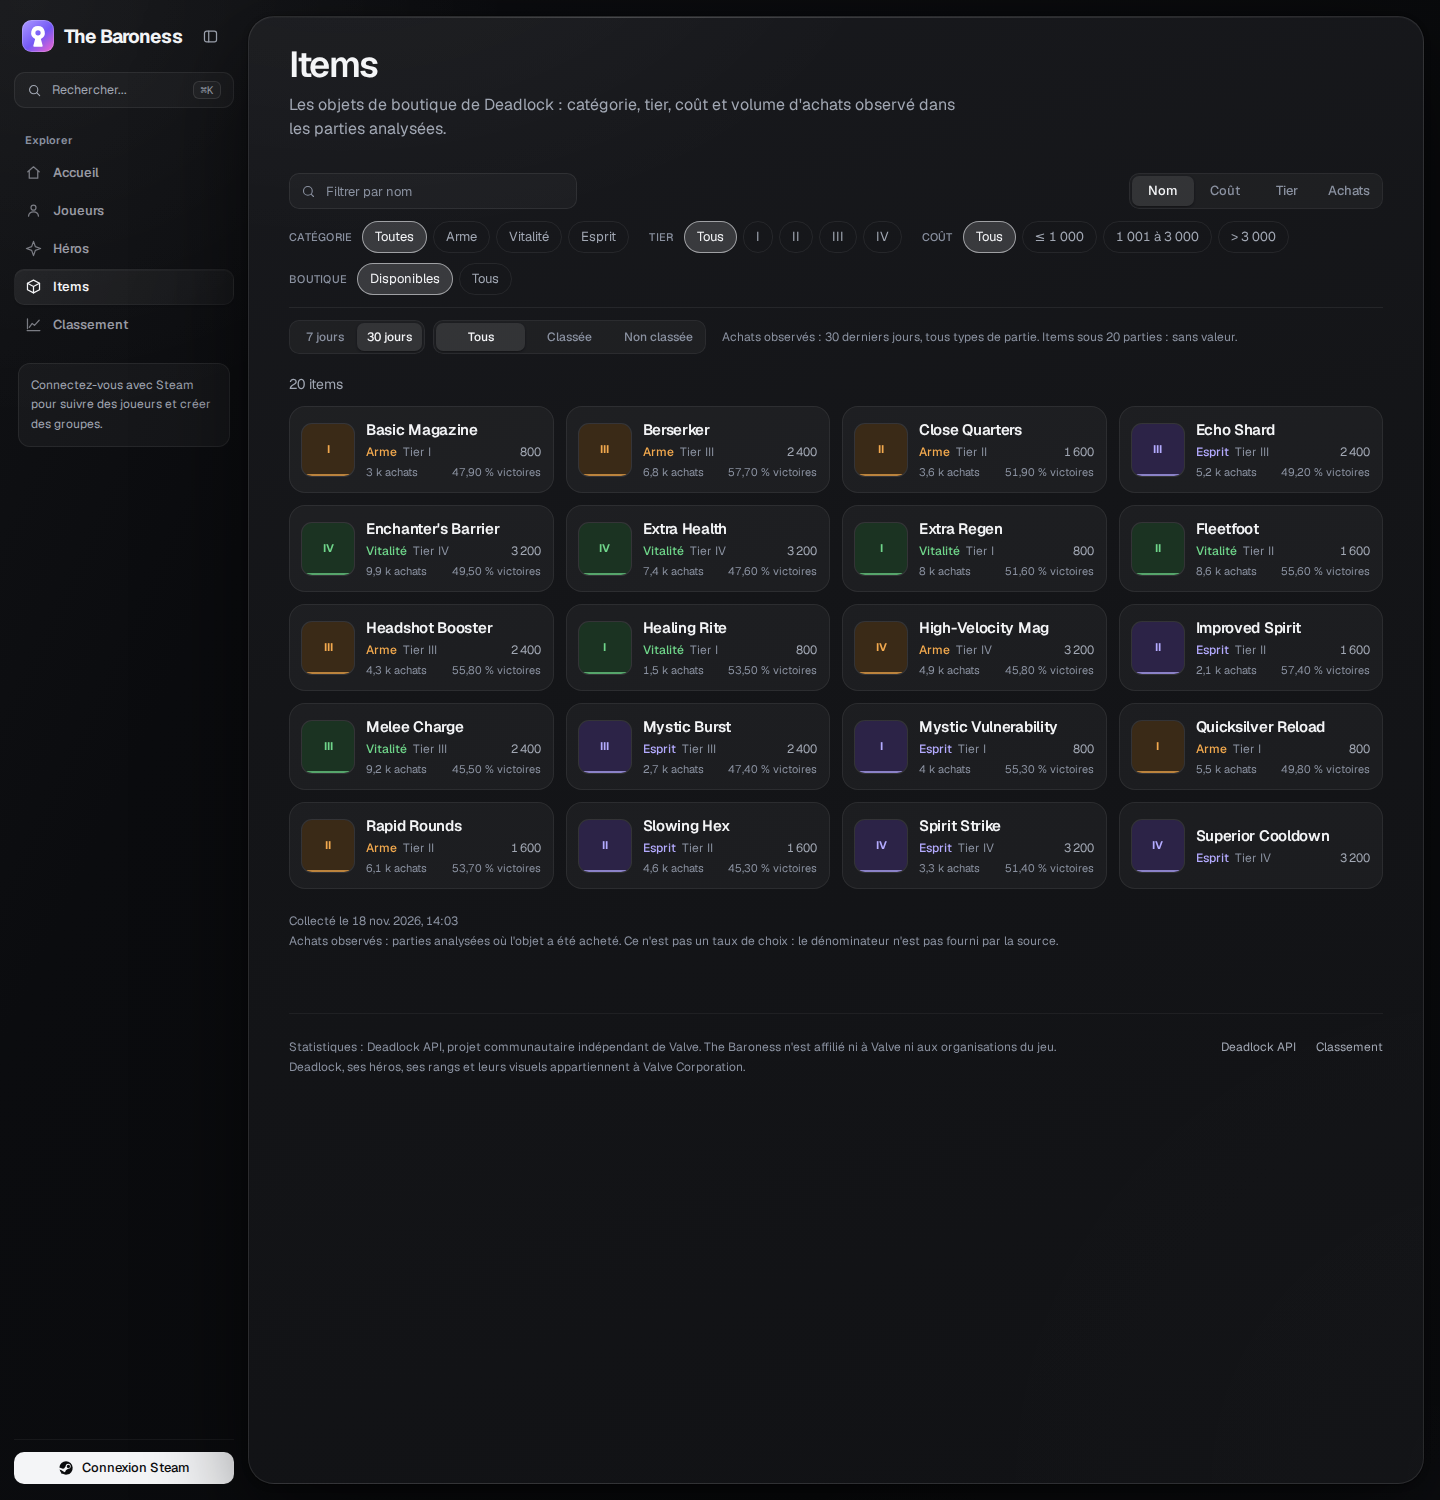 The Baroness
Rechercher...
⌘K
Explorer
Accueil
Joueurs
Héros
Items
Classement
Connectez-vous avec Steam
pour suivre des joueurs et créer
des groupes.
Connexion Steam
Items
Les objets de boutique de Deadlock : catégorie, tier, coût et volume d'achats observé dans
les parties analysées.
Filtrer par nom
Nom Coût Tier Achats
CATÉGORIE Toutes Arme Vitalité Esprit TIER Tous I II III IV COÛT Tous ≤ 1 000 1 001 à 3 000 > 3 000
BOUTIQUE Disponibles Tous
7 jours 30 jours Tous Classée Non classée Achats observés : 30 derniers jours, tous types de partie. Items sous 20 parties : sans valeur.
20 items
I
Basic Magazine
Arme Tier I 800
3 k achats 47,90 % victoires
III
Berserker
Arme Tier III 2 400
6,8 k achats 57,70 % victoires
II
Close Quarters
Arme Tier II 1 600
3,6 k achats 51,90 % victoires
III
Echo Shard
Esprit Tier III 2 400
5,2 k achats 49,20 % victoires
IV
Enchanter's Barrier
Vitalité Tier IV 3 200
9,9 k achats 49,50 % victoires
IV
Extra Health
Vitalité Tier IV 3 200
7,4 k achats 47,60 % victoires
I
Extra Regen
Vitalité Tier I 800
8 k achats 51,60 % victoires
II
Fleetfoot
Vitalité Tier II 1 600
8,6 k achats 55,60 % victoires
III
Headshot Booster
Arme Tier III 2 400
4,3 k achats 55,80 % victoires
I
Healing Rite
Vitalité Tier I 800
1,5 k achats 53,50 % victoires
IV
High-Velocity Mag
Arme Tier IV 3 200
4,9 k achats 45,80 % victoires
II
Improved Spirit
Esprit Tier II 1 600
2,1 k achats 57,40 % victoires
III
Melee Charge
Vitalité Tier III 2 400
9,2 k achats 45,50 % victoires
III
Mystic Burst
Esprit Tier III 2 400
2,7 k achats 47,40 % victoires
I
Mystic Vulnerability
Esprit Tier I 800
4 k achats 55,30 % victoires
I
Quicksilver Reload
Arme Tier I 800
5,5 k achats 49,80 % victoires
II
Rapid Rounds
Arme Tier II 1 600
6,1 k achats 53,70 % victoires
II
Slowing Hex
Esprit Tier II 1 600
4,6 k achats 45,30 % victoires
IV
Spirit Strike
Esprit Tier IV 3 200
3,3 k achats 51,40 % victoires
IV
Superior Cooldown
Esprit Tier IV 3 200
Collecté le 18 nov. 2026, 14:03
Achats observés : parties analysées où l'objet a été acheté. Ce n'est pas un taux de choix : le dénominateur n'est pas fourni par la source.
Statistiques : Deadlock API, projet communautaire indépendant de Valve. The Baroness n'est affilié ni à Valve ni aux organisations du jeu.
Deadlock, ses héros, ses rangs et leurs visuels appartiennent à Valve Corporation.
Deadlock API Classement